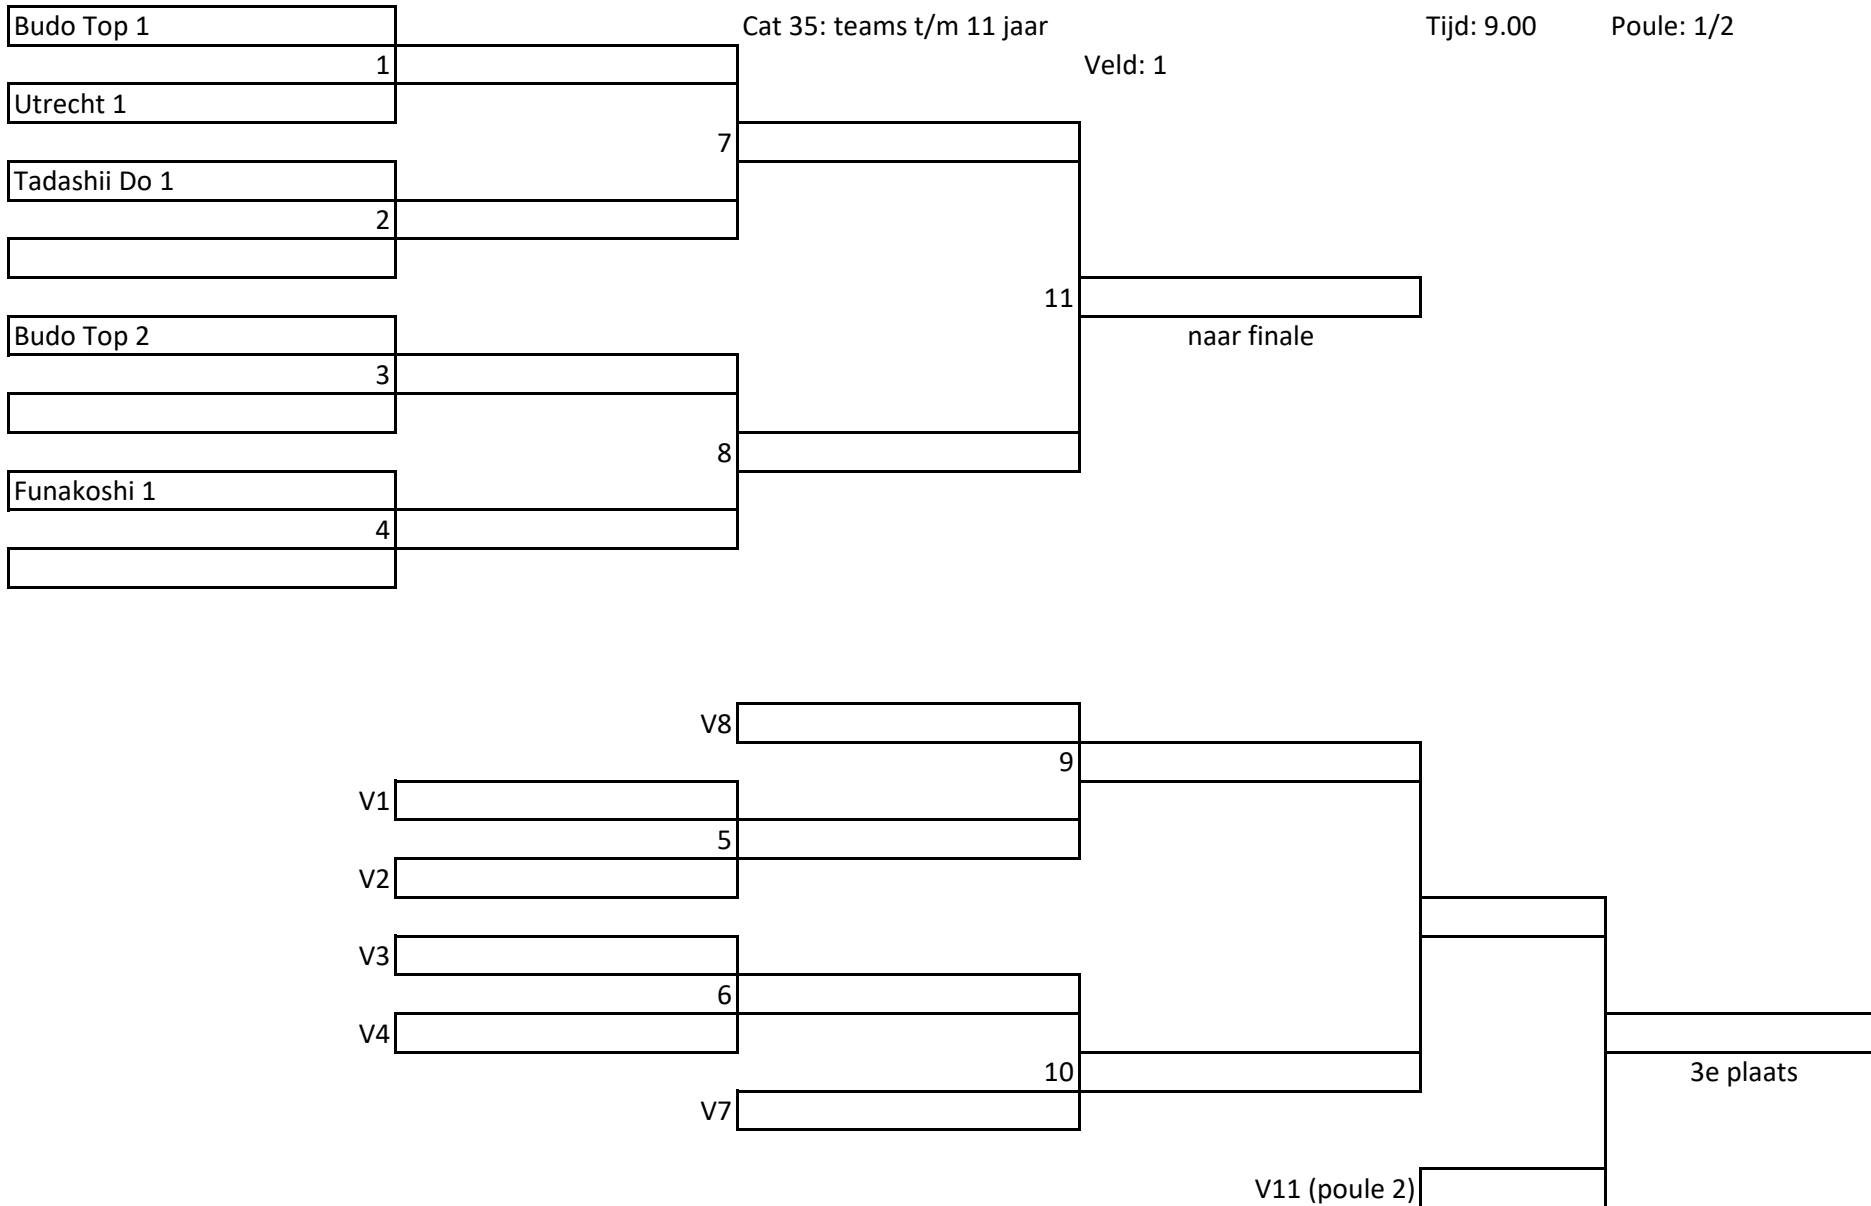 Budo Top 1
Cat 35: teams t/m 11 jaar
Tijd: 9.00
Poule: 1/2
1
Veld: 1
Utrecht 1
7
Tadashii Do 1
2
11
Budo Top 2
naar finale
3
8
Funakoshi 1
4
V8
9
V1
5
V2
V3
6
V4
10
3e plaats
V7
V11 (poule 2)